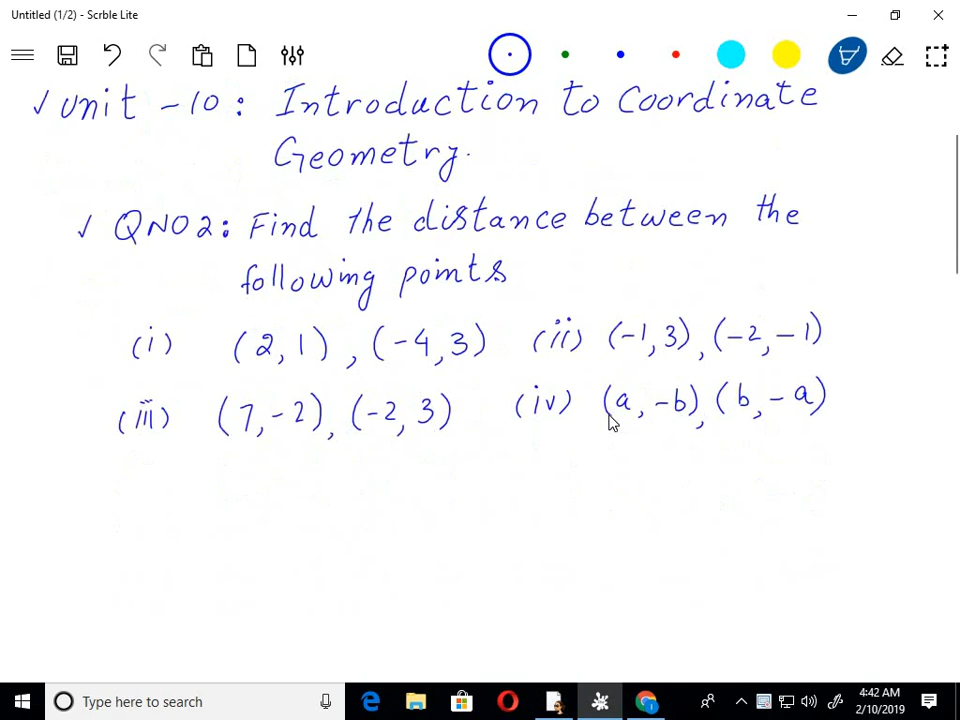 Untitled (1/2) - Scrble Lite
✓ Unit - 10 : Introduction to Coordinate
Geometry.
✓ QNO2: Find the distance between the
following points
(i) (2, 1), (-4, 3) (ii) (-1, 3), (-2, -1)
(iii) (7, -2), (-2, 3) (iv) (a, -b), (b, -a)
Type here to search
4:42 AM
2/10/2019